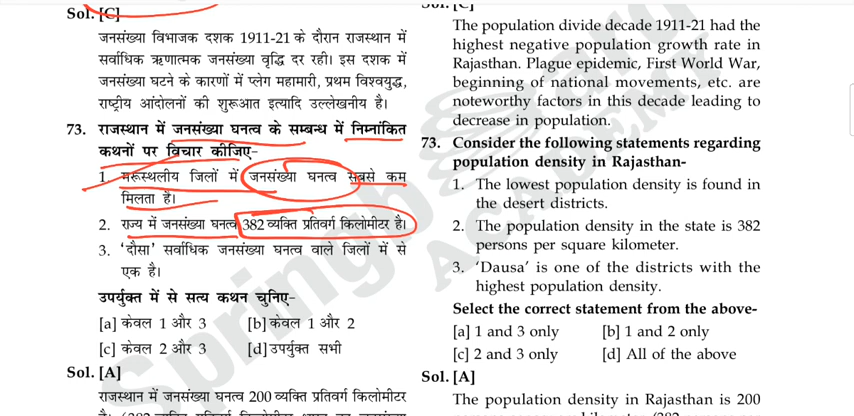 Sol. [C]
जनसंख्या विभाजक दशक 1911-21 के दौरान राजस्थान में
सर्वाधिक ऋणात्मक जनसंख्या वृद्धि दर रही। इस दशक में
जनसंख्या घटने के कारणों में प्लेग महामारी, प्रथम विश्वयुद्ध,
राष्ट्रीय आंदोलनों की शुरूआत इत्यादि उल्लेखनीय है।
73. राजस्थान में जनसंख्या घनत्व के सम्बन्ध में निम्नांकित
कथनों पर विचार कीजिए-
1. मरूस्थलीय जिलों में जनसंख्या घनत्व सबसे कम
मिलता है।
2. राज्य में जनसंख्या घनत्व 382 व्यक्ति प्रतिवर्ग किलोमीटर है।
3. ‘दौसा’ सर्वाधिक जनसंख्या घनत्व वाले जिलों में से
एक है।
उपर्युक्त में से सत्य कथन चुनिए-
[a] केवल 1 और 3 [b] केवल 1 और 2
[c] केवल 2 और 3 [d] उपर्युक्त सभी
Sol. [A]
राजस्थान में जनसंख्या घनत्व 200 व्यक्ति प्रतिवर्ग किलोमीटर
Sol. [C]
The population divide decade 1911-21 had the
highest negative population growth rate in
Rajasthan. Plague epidemic, First World War,
beginning of national movements, etc. are
noteworthy factors in this decade leading to
decrease in population.
73. Consider the following statements regarding
population density in Rajasthan-
1. The lowest population density is found in
the desert districts.
2. The population density in the state is 382
persons per square kilometer.
3. ‘Dausa’ is one of the districts with the
highest population density.
Select the correct statement from the above-
[a] 1 and 3 only [b] 1 and 2 only
[c] 2 and 3 only [d] All of the above
Sol. [A]
The population density in Rajasthan is 200
Springboard
ACADEMY